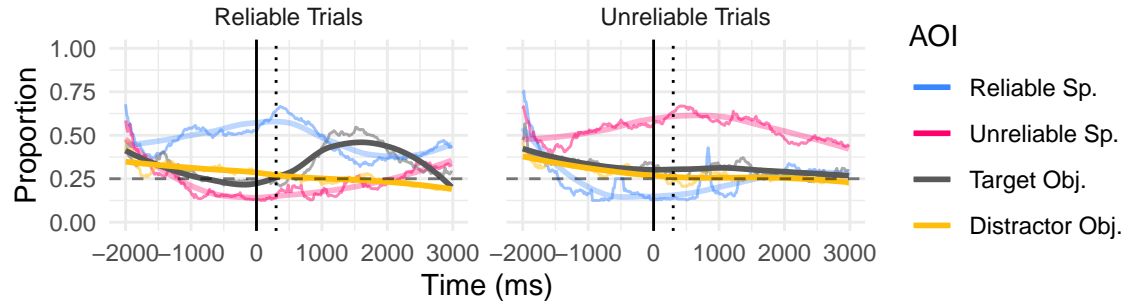 Reliable Trials
Unreliable Trials
Proportion
1.00
0.75
0.50
0.25
0.00
−2000 −1000 0 1000 2000 3000
−2000 −1000 0 1000 2000 3000
Time (ms)
AOI
Reliable Sp.
Unreliable Sp.
Target Obj.
Distractor Obj.